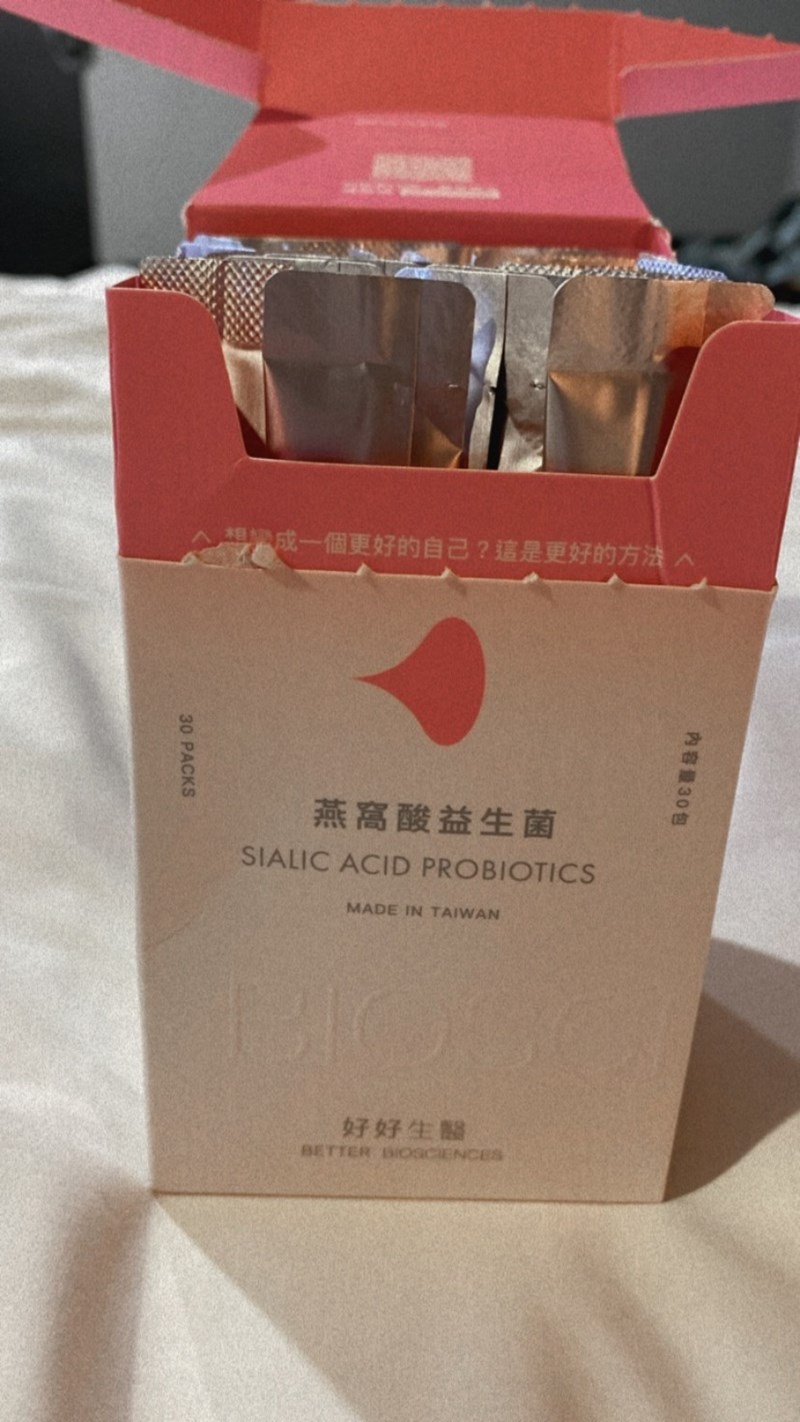 想變成一個更好的自己？這是更好的方法
30 PACKS
內容量30包
燕窩酸益生菌
SIALIC ACID PROBIOTICS
MADE IN TAIWAN
好好生醫
BETTER BIOSCIENCES